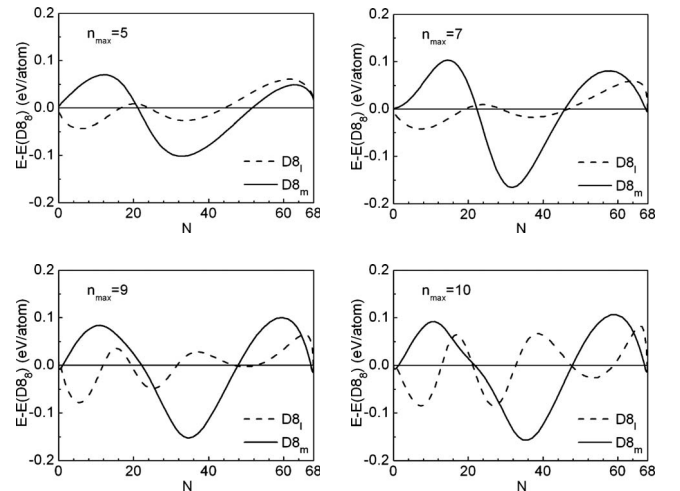 n_max=5
E-E(D8_8) (eV/atom)
0.2
0.1
0.0
-0.1
-0.2
D8_l
D8_m
0 20 40 60 68
N
n_max=7
E-E(D8_8) (eV/atom)
0.2
0.1
0.0
-0.1
-0.2
D8_l
D8_m
0 20 40 60 68
N
n_max=9
E-E(D8_8) (eV/atom)
0.2
0.1
0.0
-0.1
-0.2
D8_l
D8_m
0 20 40 60 68
N
n_max=10
E-E(D8_8) (eV/atom)
0.2
0.1
0.0
-0.1
-0.2
D8_l
D8_m
0 20 40 60 68
N